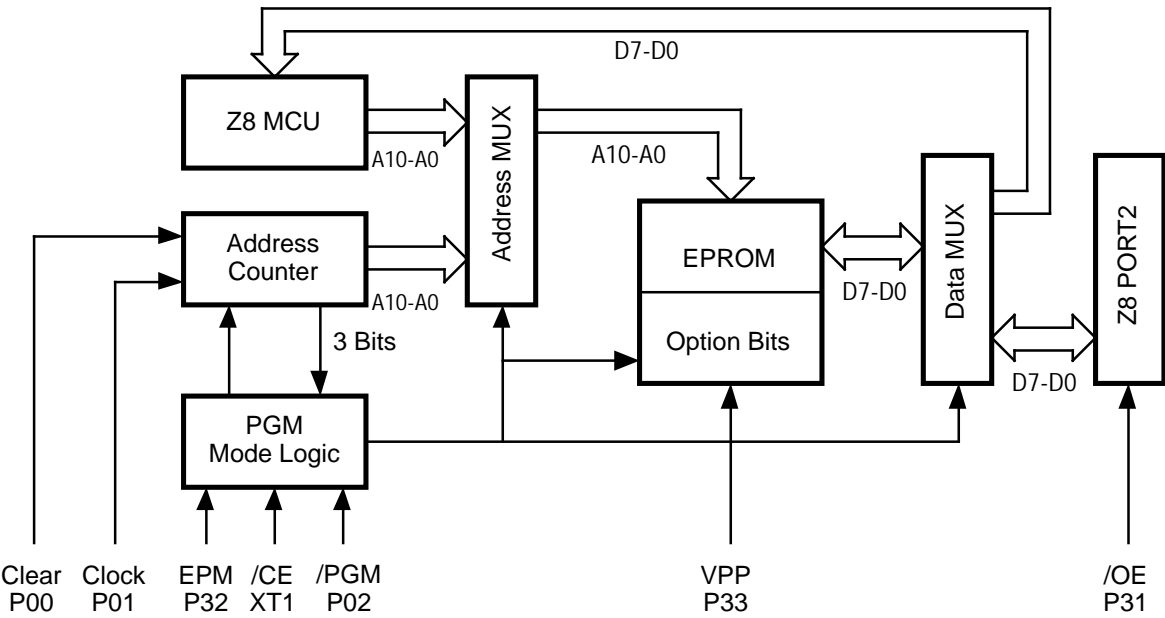 D7-D0
Z8 MCU
A10-A0
Address MUX
A10-A0
Address
Counter
A10-A0
3 Bits
EPROM
Option Bits
D7-D0
Data MUX
D7-D0
Z8 PORT2
PGM
Mode Logic
Clear
P00
Clock
P01
EPM
P32
/CE
XT1
/PGM
P02
VPP
P33
/OE
P31